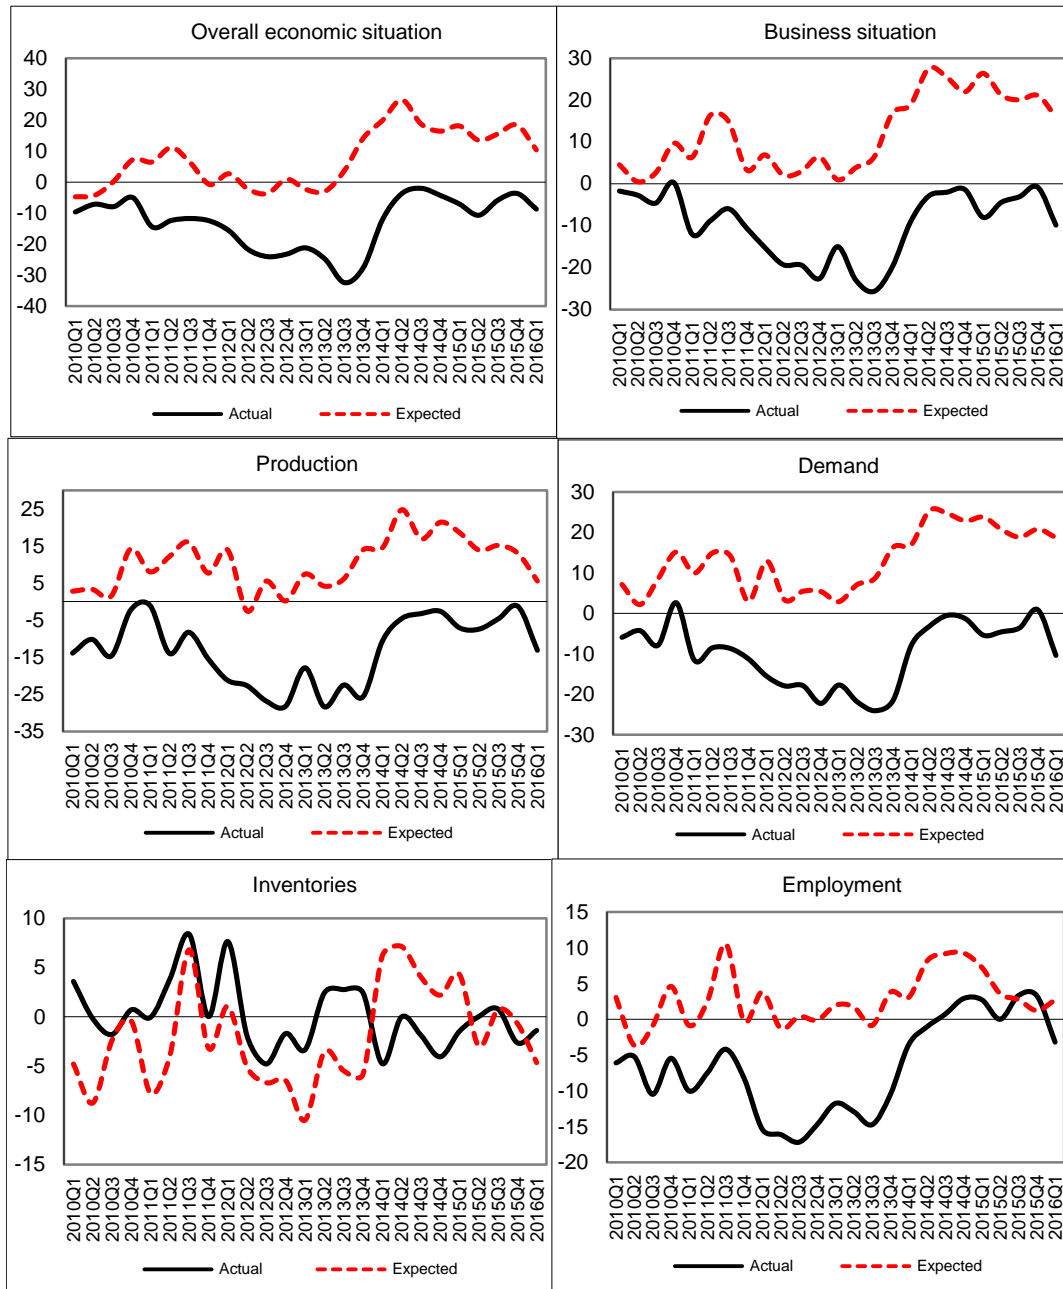 Overall economic situation
40
30
20
10
0
-10
-20
-30
-40
2010Q1
2010Q2
2010Q3
2010Q4
2011Q1
2011Q2
2011Q3
2011Q4
2012Q1
2012Q2
2012Q3
2012Q4
2013Q1
2013Q2
2013Q3
2013Q4
2014Q1
2014Q2
2014Q3
2014Q4
2015Q1
2015Q2
2015Q3
2015Q4
2016Q1
Actual Expected
Business situation
30
20
10
0
-10
-20
-30
2010Q1
2010Q2
2010Q3
2010Q4
2011Q1
2011Q2
2011Q3
2011Q4
2012Q1
2012Q2
2012Q3
2012Q4
2013Q1
2013Q2
2013Q3
2013Q4
2014Q1
2014Q2
2014Q3
2014Q4
2015Q1
2015Q2
2015Q3
2015Q4
2016Q1
Actual Expected
Production
25
15
5
-5
-15
-25
-35
2010Q1
2010Q2
2010Q3
2010Q4
2011Q1
2011Q2
2011Q3
2011Q4
2012Q1
2012Q2
2012Q3
2012Q4
2013Q1
2013Q2
2013Q3
2013Q4
2014Q1
2014Q2
2014Q3
2014Q4
2015Q1
2015Q2
2015Q3
2015Q4
2016Q1
Actual Expected
Demand
30
20
10
0
-10
-20
-30
2010Q1
2010Q2
2010Q3
2010Q4
2011Q1
2011Q2
2011Q3
2011Q4
2012Q1
2012Q2
2012Q3
2012Q4
2013Q1
2013Q2
2013Q3
2013Q4
2014Q1
2014Q2
2014Q3
2014Q4
2015Q1
2015Q2
2015Q3
2015Q4
2016Q1
Actual Expected
Inventories
10
5
0
-5
-10
-15
2010Q1
2010Q2
2010Q3
2010Q4
2011Q1
2011Q2
2011Q3
2011Q4
2012Q1
2012Q2
2012Q3
2012Q4
2013Q1
2013Q2
2013Q3
2013Q4
2014Q1
2014Q2
2014Q3
2014Q4
2015Q1
2015Q2
2015Q3
2015Q4
2016Q1
Actual Expected
Employment
15
10
5
0
-5
-10
-15
-20
2010Q1
2010Q2
2010Q3
2010Q4
2011Q1
2011Q2
2011Q3
2011Q4
2012Q1
2012Q2
2012Q3
2012Q4
2013Q1
2013Q2
2013Q3
2013Q4
2014Q1
2014Q2
2014Q3
2014Q4
2015Q1
2015Q2
2015Q3
2015Q4
2016Q1
Actual Expected